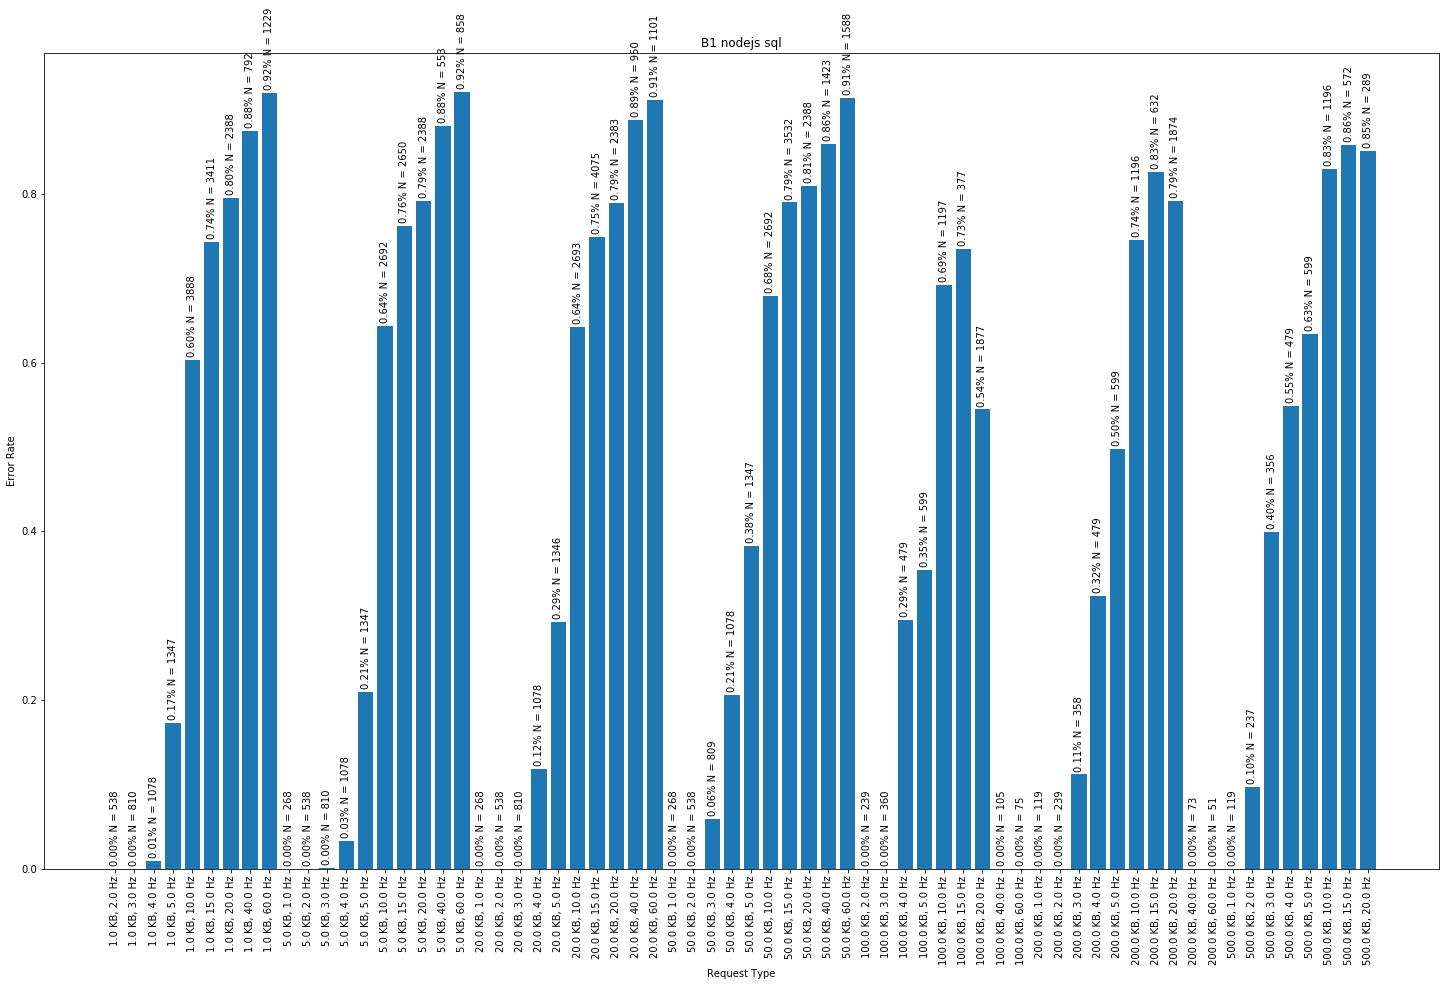 B1 nodejs sql
Error Rate
0.8
0.6
0.4
0.2
0.0
0.00% N = 538
0.00% N = 810
0.01% N = 1078
0.17% N = 1347
0.60% N = 3888
0.74% N = 3411
0.80% N = 2388
0.88% N = 792
0.92% N = 1229
0.00% N = 268
0.00% N = 538
0.00% N = 810
0.03% N = 1078
0.21% N = 1347
0.64% N = 2692
0.76% N = 2650
0.79% N = 2388
0.88% N = 553
0.92% N = 858
0.00% N = 268
0.00% N = 538
0.00% N = 810
0.12% N = 1078
0.29% N = 1346
0.64% N = 2693
0.75% N = 4075
0.79% N = 2383
0.89% N = 950
0.91% N = 1101
0.00% N = 268
0.00% N = 538
0.06% N = 809
0.21% N = 1078
0.38% N = 1347
0.68% N = 2692
0.79% N = 3532
0.81% N = 2388
0.86% N = 1423
0.91% N = 1588
0.00% N = 239
0.00% N = 360
0.29% N = 479
0.35% N = 599
0.69% N = 1197
0.73% N = 377
0.54% N = 1877
0.00% N = 105
0.00% N = 75
0.00% N = 119
0.00% N = 239
0.11% N = 358
0.32% N = 479
0.50% N = 599
0.74% N = 1196
0.83% N = 632
0.79% N = 1874
0.00% N = 73
0.00% N = 51
0.00% N = 119
0.10% N = 237
0.40% N = 356
0.55% N = 479
0.63% N = 599
0.83% N = 1196
0.86% N = 572
0.85% N = 289
1.0 KB, 2.0 Hz
1.0 KB, 3.0 Hz
1.0 KB, 4.0 Hz
1.0 KB, 5.0 Hz
1.0 KB, 10.0 Hz
1.0 KB, 15.0 Hz
1.0 KB, 20.0 Hz
1.0 KB, 40.0 Hz
1.0 KB, 60.0 Hz
5.0 KB, 1.0 Hz
5.0 KB, 2.0 Hz
5.0 KB, 3.0 Hz
5.0 KB, 4.0 Hz
5.0 KB, 5.0 Hz
5.0 KB, 10.0 Hz
5.0 KB, 15.0 Hz
5.0 KB, 20.0 Hz
5.0 KB, 40.0 Hz
5.0 KB, 60.0 Hz
20.0 KB, 1.0 Hz
20.0 KB, 2.0 Hz
20.0 KB, 3.0 Hz
20.0 KB, 4.0 Hz
20.0 KB, 5.0 Hz
20.0 KB, 10.0 Hz
20.0 KB, 15.0 Hz
20.0 KB, 20.0 Hz
20.0 KB, 40.0 Hz
20.0 KB, 60.0 Hz
50.0 KB, 1.0 Hz
50.0 KB, 2.0 Hz
50.0 KB, 3.0 Hz
50.0 KB, 4.0 Hz
50.0 KB, 5.0 Hz
50.0 KB, 10.0 Hz
50.0 KB, 15.0 Hz
50.0 KB, 20.0 Hz
50.0 KB, 40.0 Hz
50.0 KB, 60.0 Hz
100.0 KB, 2.0 Hz
100.0 KB, 3.0 Hz
100.0 KB, 4.0 Hz
100.0 KB, 5.0 Hz
100.0 KB, 10.0 Hz
100.0 KB, 15.0 Hz
100.0 KB, 20.0 Hz
100.0 KB, 40.0 Hz
100.0 KB, 60.0 Hz
200.0 KB, 1.0 Hz
200.0 KB, 2.0 Hz
200.0 KB, 3.0 Hz
200.0 KB, 4.0 Hz
200.0 KB, 5.0 Hz
200.0 KB, 10.0 Hz
200.0 KB, 15.0 Hz
200.0 KB, 20.0 Hz
200.0 KB, 40.0 Hz
200.0 KB, 60.0 Hz
500.0 KB, 1.0 Hz
500.0 KB, 2.0 Hz
500.0 KB, 3.0 Hz
500.0 KB, 4.0 Hz
500.0 KB, 5.0 Hz
500.0 KB, 10.0 Hz
500.0 KB, 15.0 Hz
500.0 KB, 20.0 Hz
Request Type